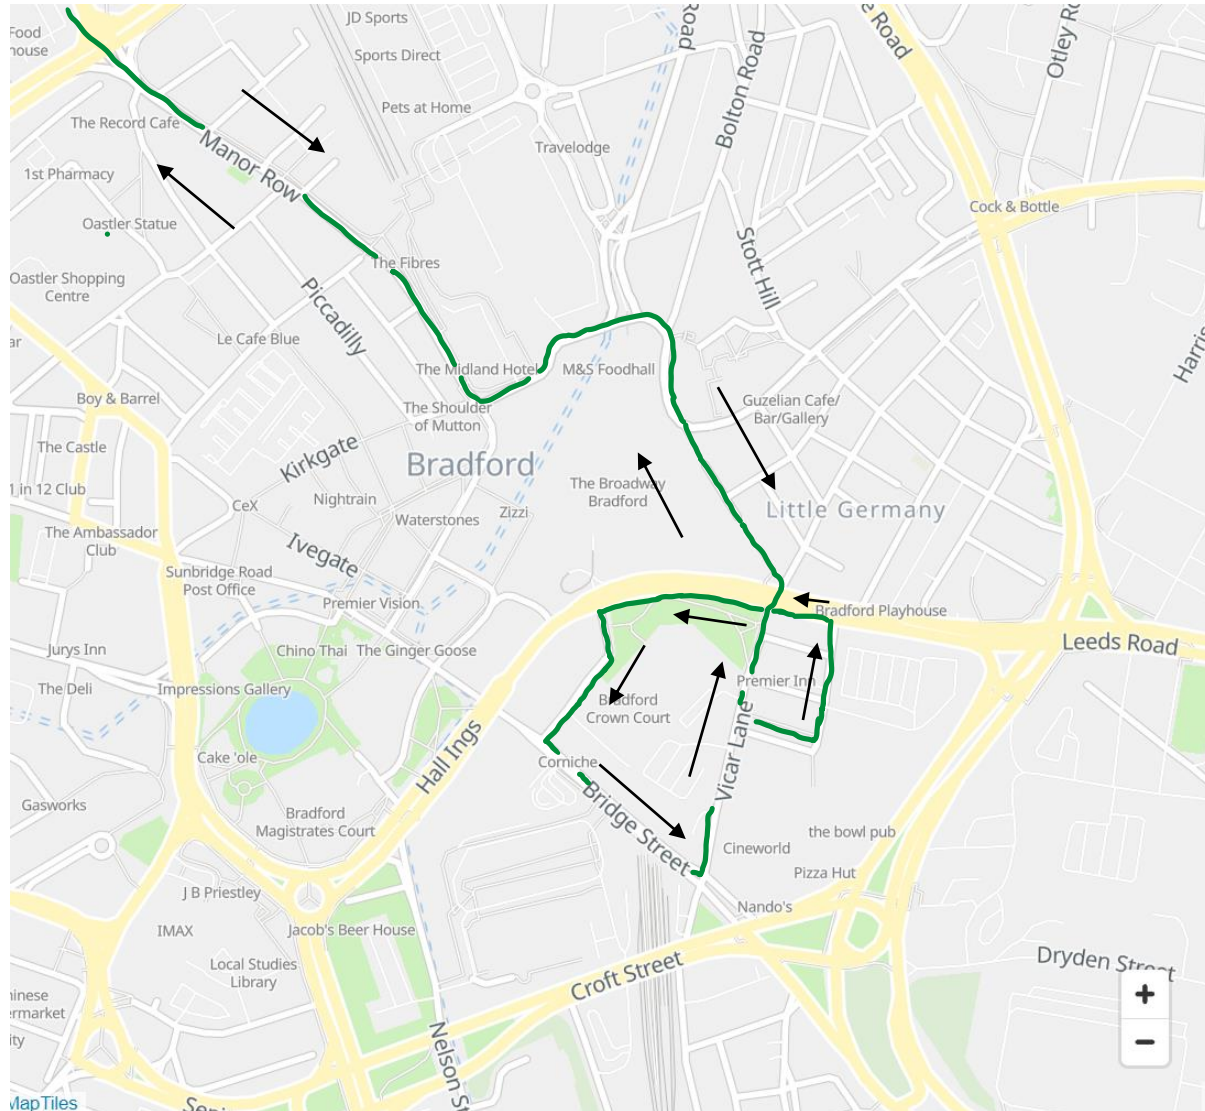 JD Sports
Sports Direct
Road
e Road
Otley Ro
Food
house
Bolton Road
Pets at Home
The Record Cafe
Manor Row
Travelodge
1st Pharmacy
Oastler Statue
Cock & Bottle
Stott Hill
The Fibres
Oastler Shopping
Centre
Piccadilly
Harris
Le Cafe Blue
ar
The Midland Hotel
M&S Foodhall
Boy & Barrel
The Shoulder
of Mutton
Guzelian Cafe/
Bar/Gallery
The Castle
Kirkgate
Bradford
1 in 12 Club
Nightrain
The Broadway
Bradford
CeX
Waterstones
Zizzi
Little Germany
The Ambassador
Club
Ivegate
Sunbridge Road
Post Office
Premier Vision
Bradford Playhouse
Jurys Inn
Chino Thai
The Ginger Goose
Leeds Road
The Deli
Impressions Gallery
Premier Inn
Bradford
Crown Court
Cake 'ole
Hall Ings
Corniche
Vicar Lane
Gasworks
Bradford
Magistrates Court
Bridge Street
the bowl pub
Cineworld
Pizza Hut
J B Priestley
Nando's
IMAX
Jacob's Beer House
Local Studies
Library
Croft Street
Dryden Street
hinese
ermarket
ity
Nelson St
+
−
MapTiles